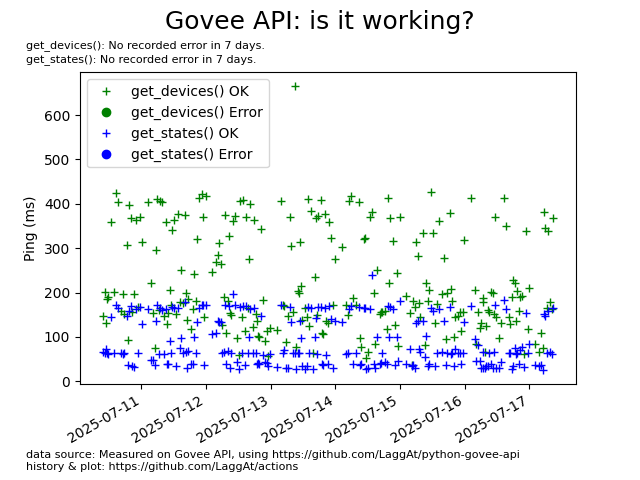 Govee API: is it working?
get_devices(): No recorded error in 7 days.
get_states(): No recorded error in 7 days.
get_devices() OK
get_devices() Error
get_states() OK
get_states() Error
Ping (ms)
600
500
400
300
200
100
0
2025-07-11
2025-07-12
2025-07-13
2025-07-14
2025-07-15
2025-07-16
2025-07-17
data source: Measured on Govee API, using https://github.com/LaggAt/python-govee-api
history & plot: https://github.com/LaggAt/actions